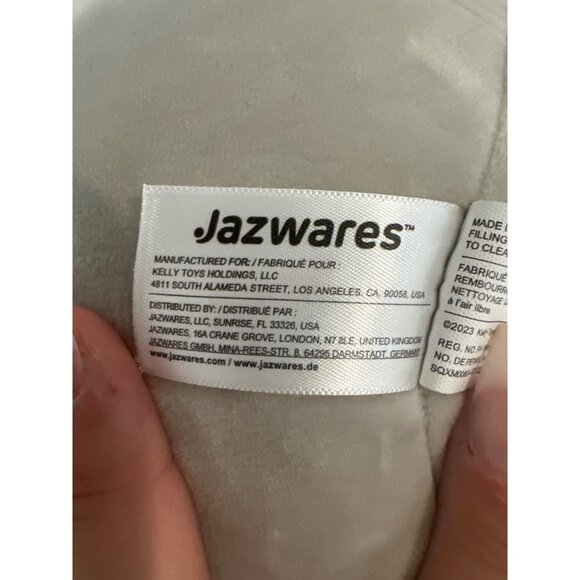 Jazwares™
MANUFACTURED FOR: / FABRIQUÉ POUR :
KELLY TOYS HOLDINGS, LLC
4811 SOUTH ALAMEDA STREET, LOS ANGELES, CA, 90058, USA
DISTRIBUTED BY: / DISTRIBUÉ PAR :
JAZWARES, LLC, SUNRISE, FL 33326, USA
JAZWARES, 16A CRANE GROVE, LONDON, N7 8LE, UNITED KINGDOM
JAZWARES GMBH, MINA-REES-STR. 8, 64295 DARMSTADT, GERMANY
www.jazwares.com / www.jazwares.de
MADE
FILLING
TO CLEA
FABRIQUÉ
REMBOURR
NETTOYAGE
à l'air libre
©2023
REG. NO.
NO. DE